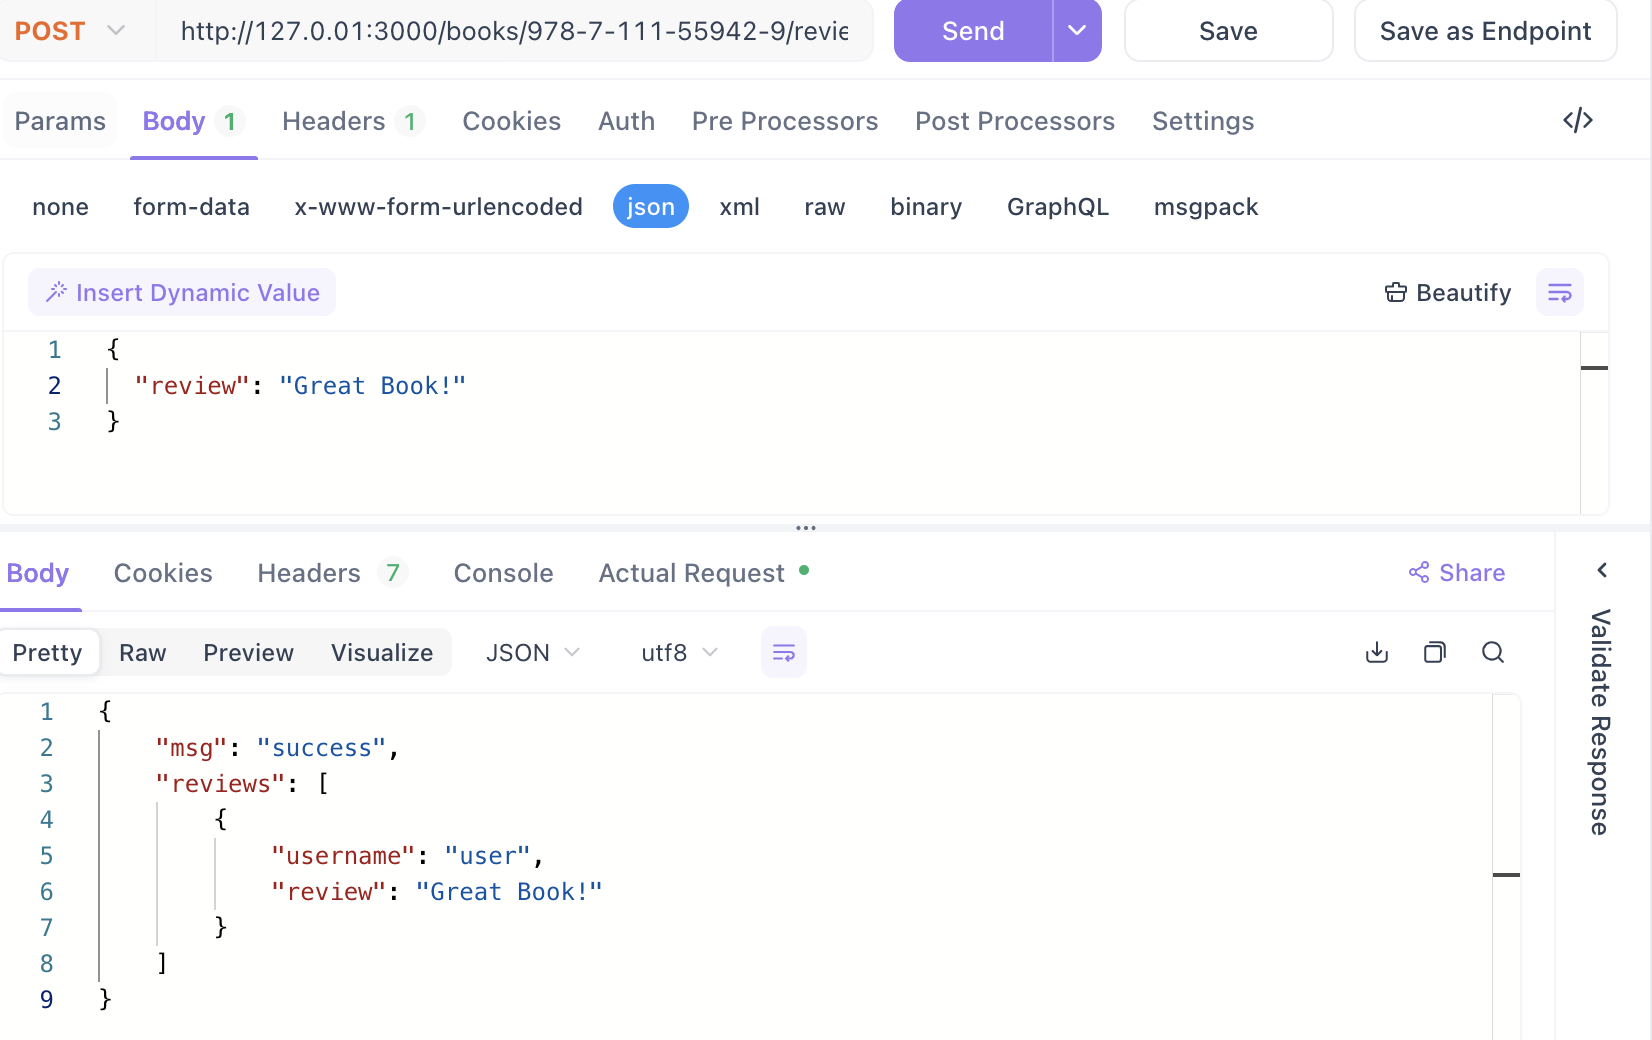 POST http://127.0.01:3000/books/978-7-111-55942-9/revie Send Save Save as Endpoint
Params Body 1 Headers 1 Cookies Auth Pre Processors Post Processors Settings </>
none form-data x-www-form-urlencoded json xml raw binary GraphQL msgpack
Insert Dynamic Value Beautify
1 {
2 "review": "Great Book!"
3 }
Body Cookies Headers 7 Console Actual Request Share
Pretty Raw Preview Visualize JSON utf8
1 {
2 "msg": "success",
3 "reviews": [
4 {
5 "username": "user",
6 "review": "Great Book!"
7 }
8 ]
9 }
Validate Response